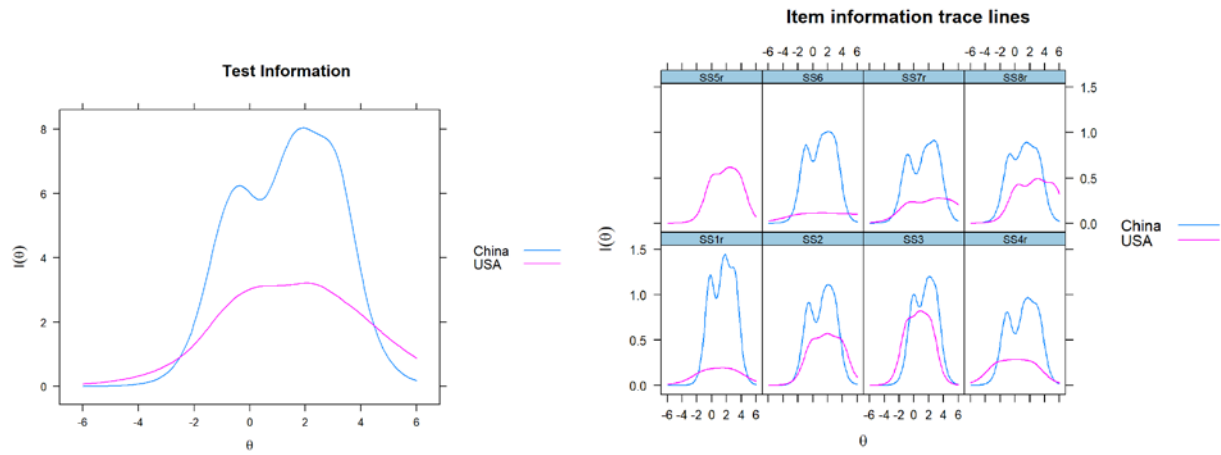 Test Information
8
6
4
2
0
I(θ)
-6 -4 -2 0 2 4 6
θ
China
USA
Item information trace lines
-6 -4 -2 0 2 4 6 -6 -4 -2 0 2 4 6
SS5r SS6 SS7r SS8r
1.5
1.0
0.5
0.0
SS1r SS2 SS3 SS4r
1.5
1.0
0.5
0.0
I(θ)
-6 -4 -2 0 2 4 6 -6 -4 -2 0 2 4 6
θ
China
USA